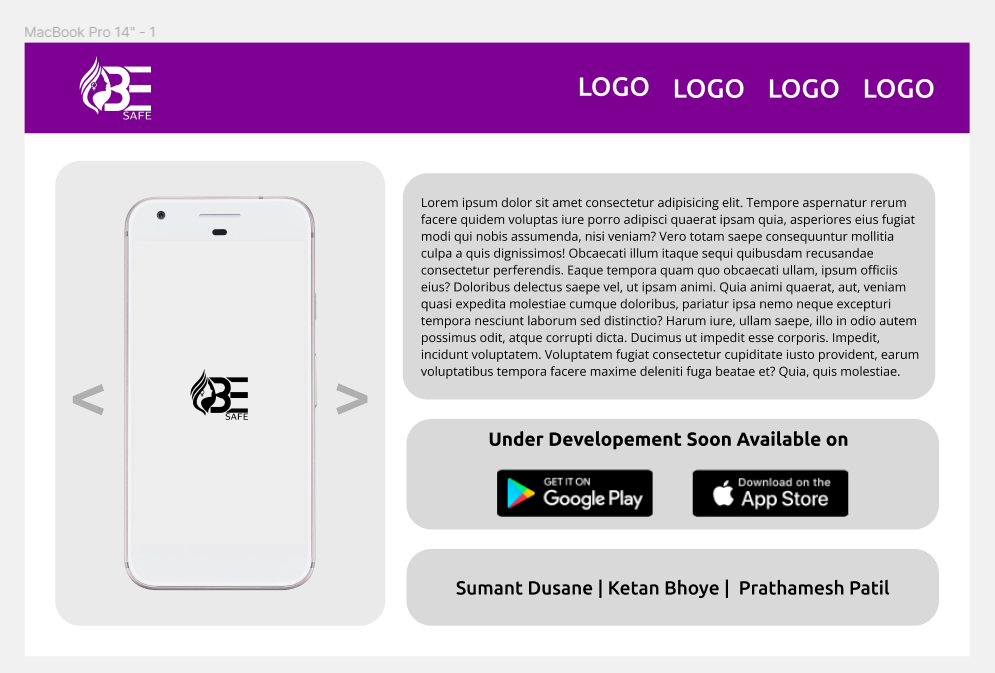 MacBook Pro 14" - 1
BE
SAFE
LOGO LOGO LOGO LOGO
Lorem ipsum dolor sit amet consectetur adipisicing elit. Tempore aspernatur rerum
facere quidem voluptas iure porro adipisci quaerat ipsam quia, asperiores eius fugiat
modi qui nobis assumenda, nisi veniam? Vero totam saepe consequuntur mollitia
culpa a quis dignissimos! Obcaecati illum itaque sequi quibusdam recusandae
consectetur perferendis. Eaque tempora quam quo obcaecati ullam, ipsum officiis
eius? Doloribus delectus saepe vel, ut ipsam animi. Quia animi quaerat, aut, veniam
quasi expedita molestiae cumque doloribus, pariatur ipsa nemo neque excepturi
tempora nesciunt laborum sed distinctio? Harum iure, ullam saepe, illo in odio autem
possimus odit, atque corrupti dicta. Ducimus ut impedit esse corporis. Impedit,
incidunt voluptatem. Voluptatem fugiat consectetur cupiditate iusto provident, earum
voluptatibus tempora facere maxime deleniti fuga beatae et? Quia, quis molestiae.
< >
BE
SAFE
Under Developement Soon Available on
GET IT ON
Google Play
Download on the
App Store
Sumant Dusane | Ketan Bhoye | Prathamesh Patil